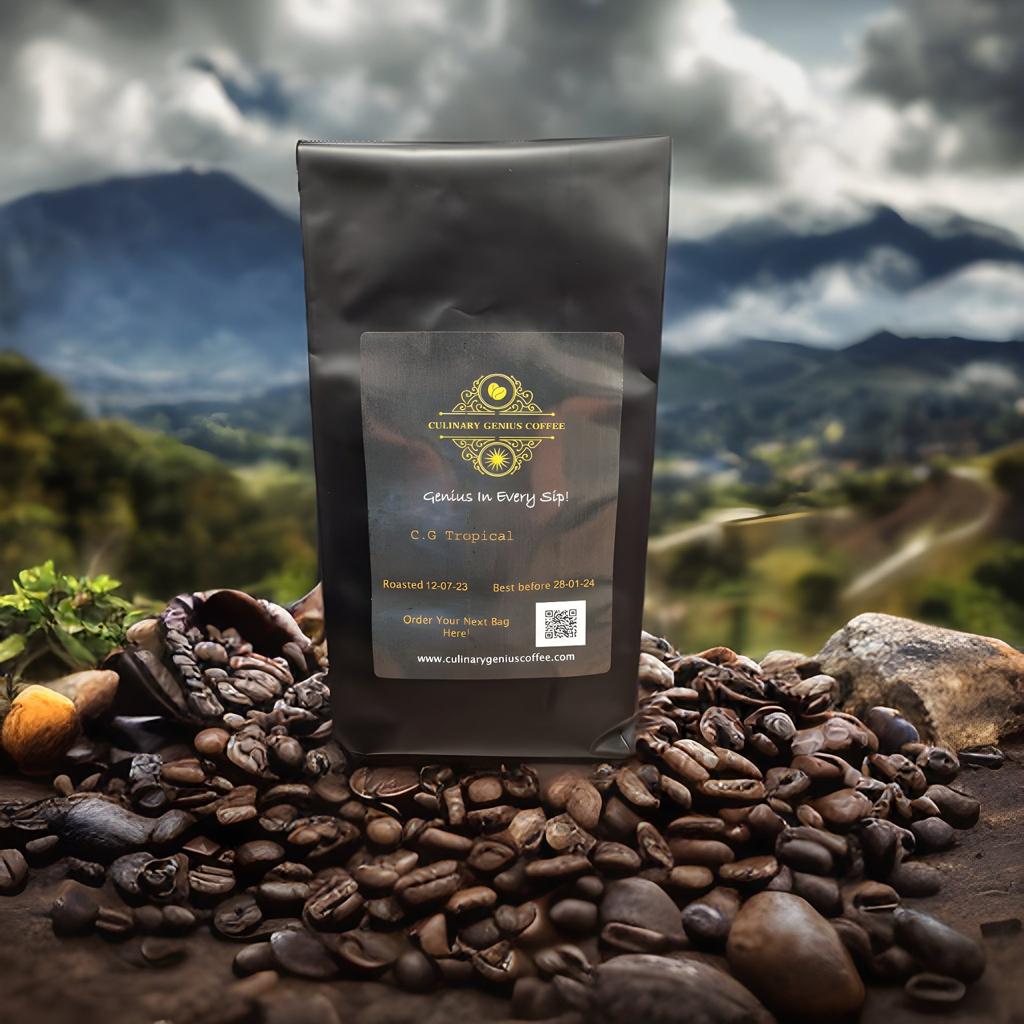 CULINARY GENIUS COFFEE
Genius In Every Sip!
C.G Tropical
Roasted 12-07-23 Best before 28-01-24
Order Your Next Bag
Here!
www.culinarygeniuscoffee.com